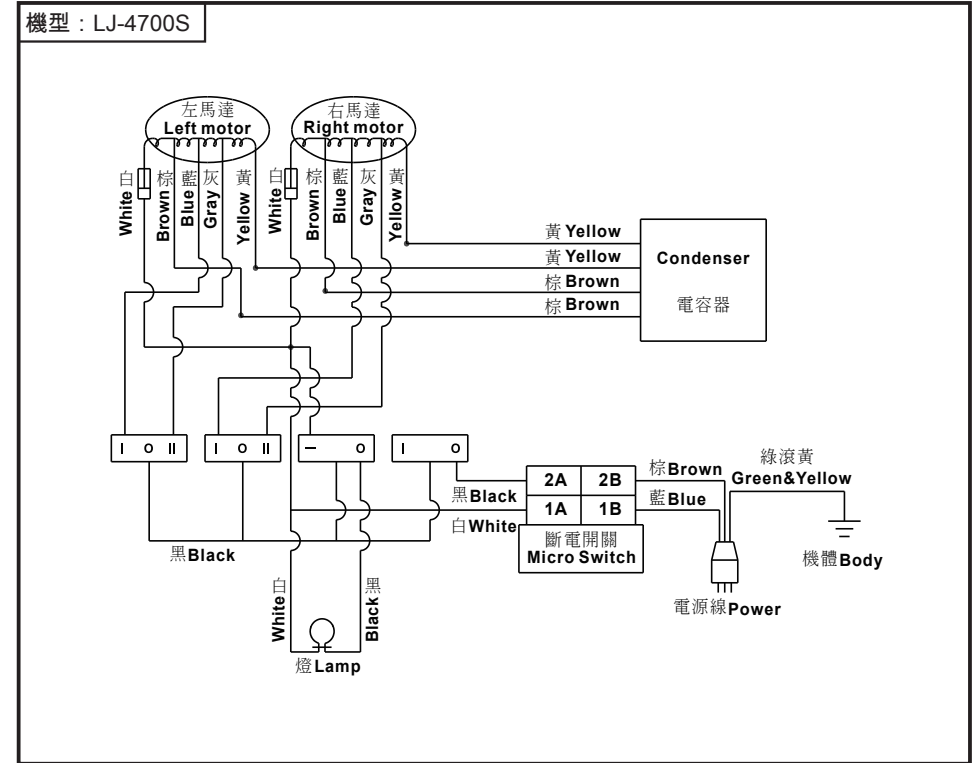 機型：LJ-4700S
左馬達
Left motor
右馬達
Right motor
白 White
棕 Brown
藍 Blue
灰 Gray
黃 Yellow
白 White
棕 Brown
藍 Blue
灰 Gray
黃 Yellow
黃 Yellow
黃 Yellow
棕 Brown
棕 Brown
Condenser
電容器
I O II
I O II
— O
I O
黑Black
白White
2A 2B
1A 1B
斷電開關
Micro Switch
棕Brown
藍Blue
綠滾黃
Green&Yellow
機體Body
電源線Power
黑Black
白 White
黑 Black
燈Lamp